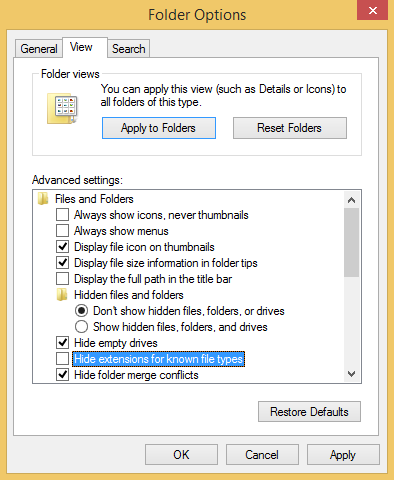 Folder Options
General
View
Search
Folder views
You can apply this view (such as Details or Icons) to
all folders of this type.
Apply to Folders
Reset Folders
Advanced settings:
Files and Folders
Always show icons, never thumbnails
Always show menus
Display file icon on thumbnails
Display file size information in folder tips
Display the full path in the title bar
Hidden files and folders
Don't show hidden files, folders, or drives
Show hidden files, folders, and drives
Hide empty drives
Hide extensions for known file types
Hide folder merge conflicts
Restore Defaults
OK
Cancel
Apply